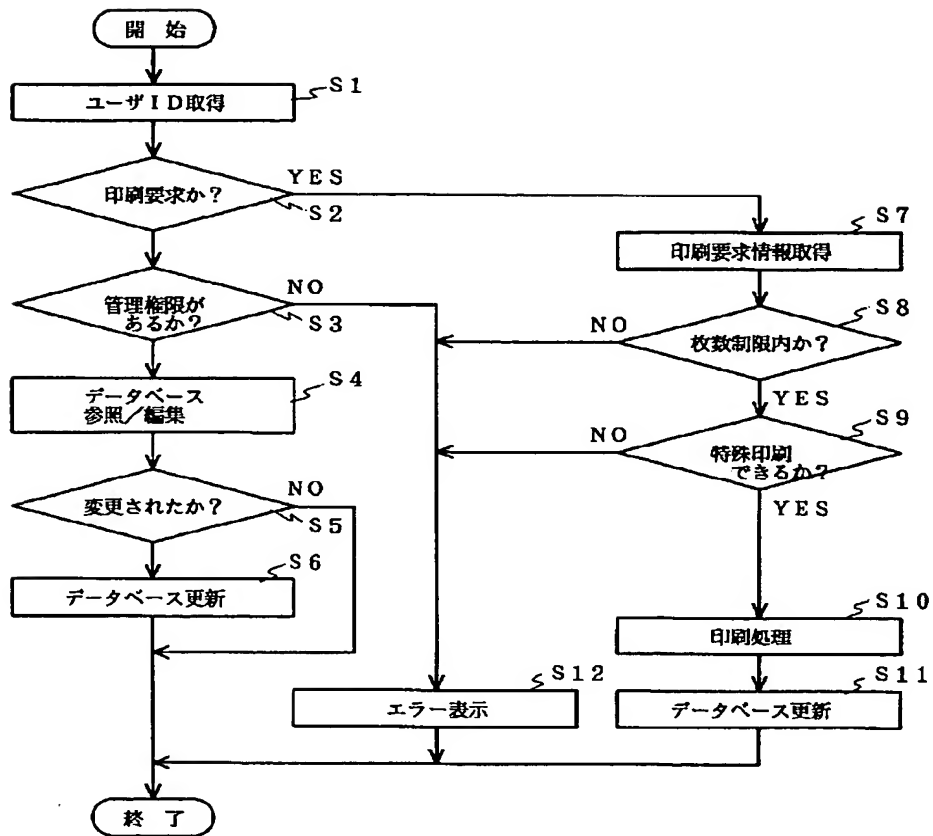 開　始
ユーザＩＤ取得
Ｓ１
印刷要求か？
ＹＥＳ
Ｓ２
管理権限が
あるか？
ＮＯ
Ｓ３
データベース
参照／編集
Ｓ４
変更されたか？
ＮＯ
Ｓ５
データベース更新
Ｓ６
印刷要求情報取得
Ｓ７
枚数制限内か？
Ｓ８
ＮＯ
ＹＥＳ
特殊印刷
できるか？
Ｓ９
ＮＯ
ＹＥＳ
印刷処理
Ｓ１０
データベース更新
Ｓ１１
エラー表示
Ｓ１２
終　了